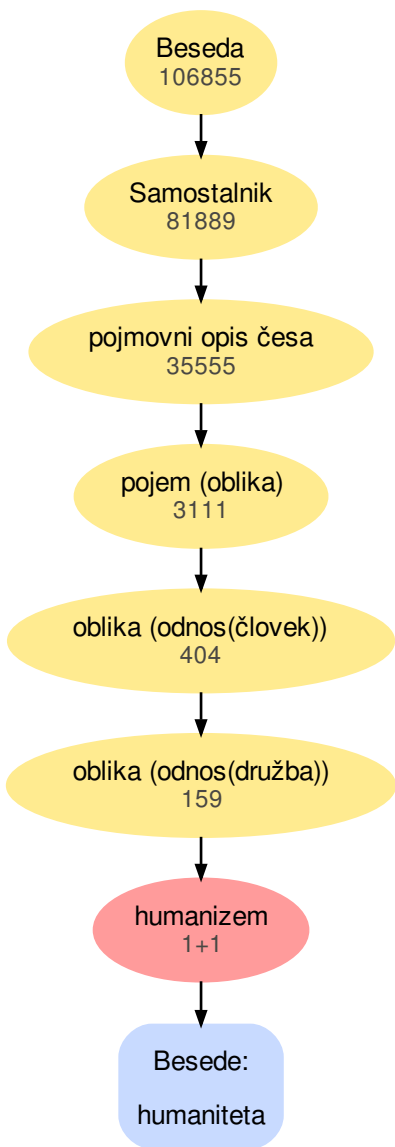 Beseda
106855
Samostalnik
81889
pojmovni opis česa
35555
pojem (oblika)
3111
oblika (odnos(človek))
404
oblika (odnos(družba))
159
humanizem
1+1
Besede:
humaniteta